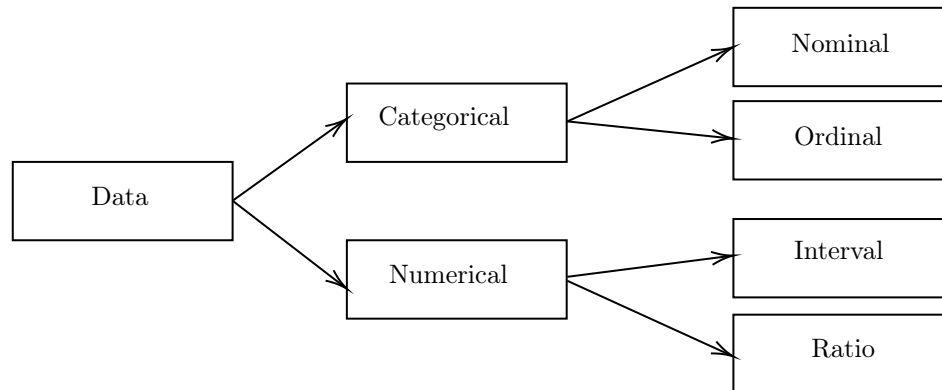 Nominal
Categorical
Ordinal
Data
Interval
Numerical
Ratio